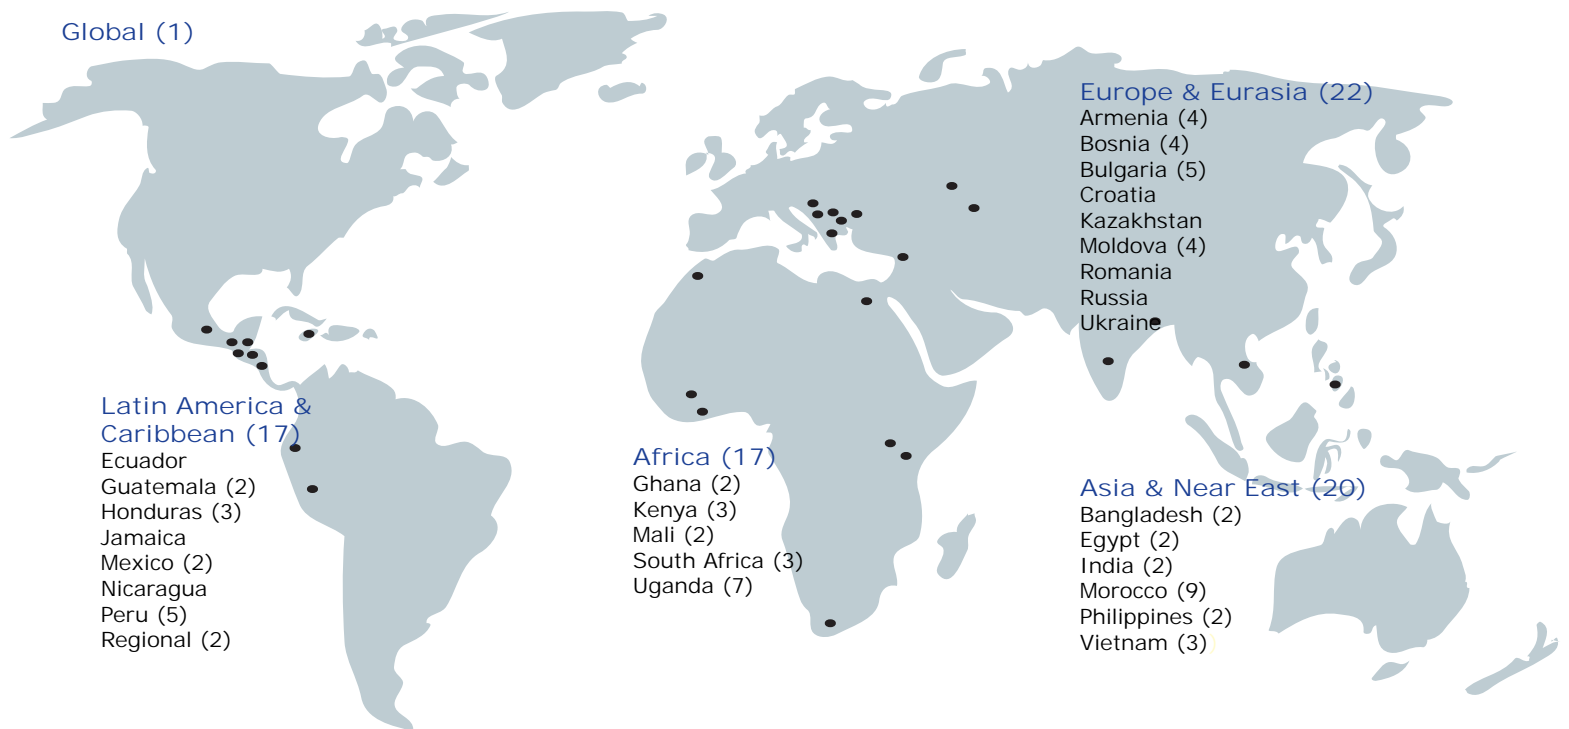 Global (1)
Europe & Eurasia (22)
Armenia (4)
Bosnia (4)
Bulgaria (5)
Croatia
Kazakhstan
Moldova (4)
Romania
Russia
Ukraine
Latin America &
Caribbean (17)
Ecuador
Guatemala (2)
Honduras (3)
Jamaica
Mexico (2)
Nicaragua
Peru (5)
Regional (2)
Africa (17)
Ghana (2)
Kenya (3)
Mali (2)
South Africa (3)
Uganda (7)
Asia & Near East (20)
Bangladesh (2)
Egypt (2)
India (2)
Morocco (9)
Philippines (2)
Vietnam (3)